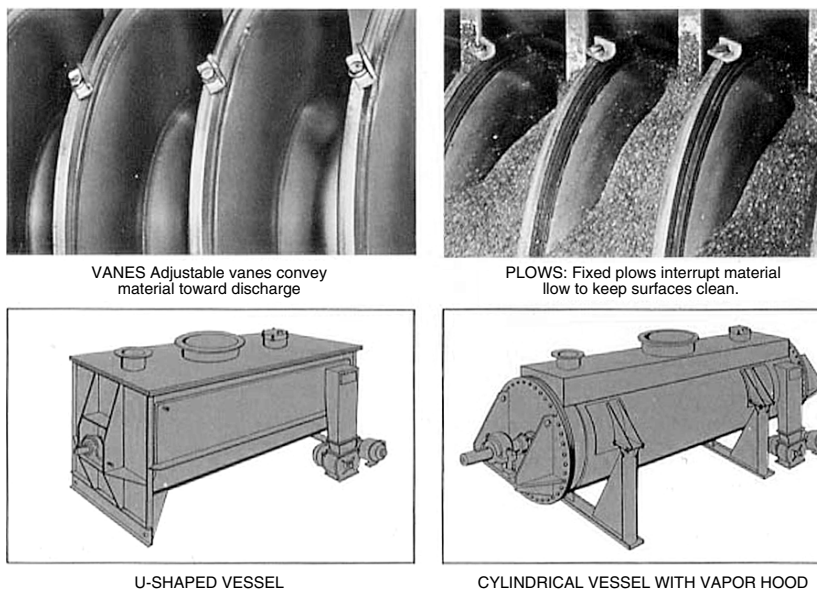 VANES Adjustable vanes convey
material toward discharge
PLOWS: Fixed plows interrupt material
llow to keep surfaces clean.
U-SHAPED VESSEL
CYLINDRICAL VESSEL WITH VAPOR HOOD